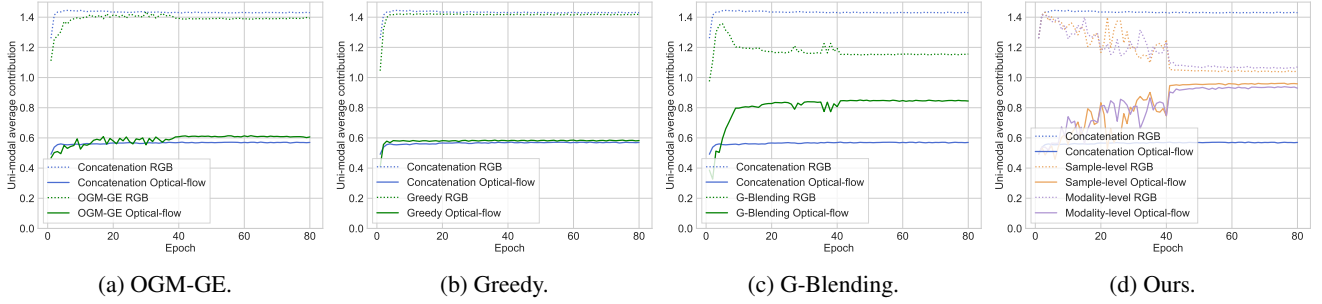 Uni-modal average contribution
1.4
1.2
1.0
0.8
0.6
0.4
0.2
0.0
Concatenation RGB
Concatenation Optical-flow
OGM-GE RGB
OGM-GE Optical-flow
0 20 40 60 80
Epoch
(a) OGM-GE.
Uni-modal average contribution
1.4
1.2
1.0
0.8
0.6
0.4
0.2
0.0
Concatenation RGB
Concatenation Optical-flow
Greedy RGB
Greedy Optical-flow
0 20 40 60 80
Epoch
(b) Greedy.
Uni-modal average contribution
1.4
1.2
1.0
0.8
0.6
0.4
0.2
0.0
Concatenation RGB
Concatenation Optical-flow
G-Blending RGB
G-Blending Optical-flow
0 20 40 60 80
Epoch
(c) G-Blending.
Uni-modal average contribution
1.4
1.2
1.0
0.8
0.6
0.4
0.2
0.0
Concatenation RGB
Concatenation Optical-flow
Sample-level RGB
Sample-level Optical-flow
Modality-level RGB
Modality-level Optical-flow
0 20 40 60 80
Epoch
(d) Ours.